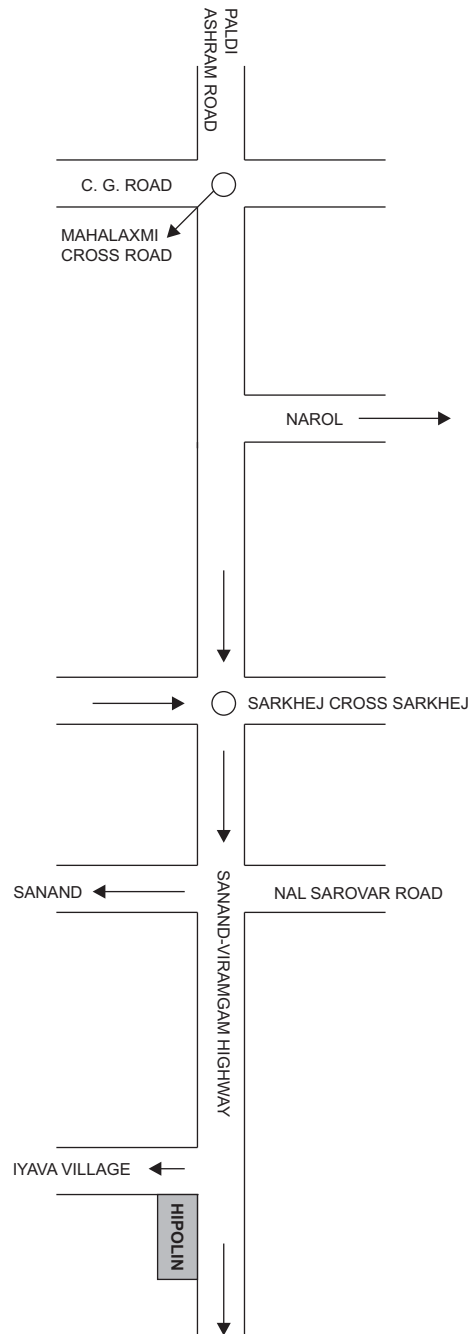 PALDI
ASHRAM ROAD
C. G. ROAD
MAHALAXMI
CROSS ROAD
NAROL
SARKHEJ CROSS SARKHEJ
SANAND
NAL SAROVAR ROAD
SANAND-VIRAMGAM HIGHWAY
IYAVA VILLAGE
HIPOLIN